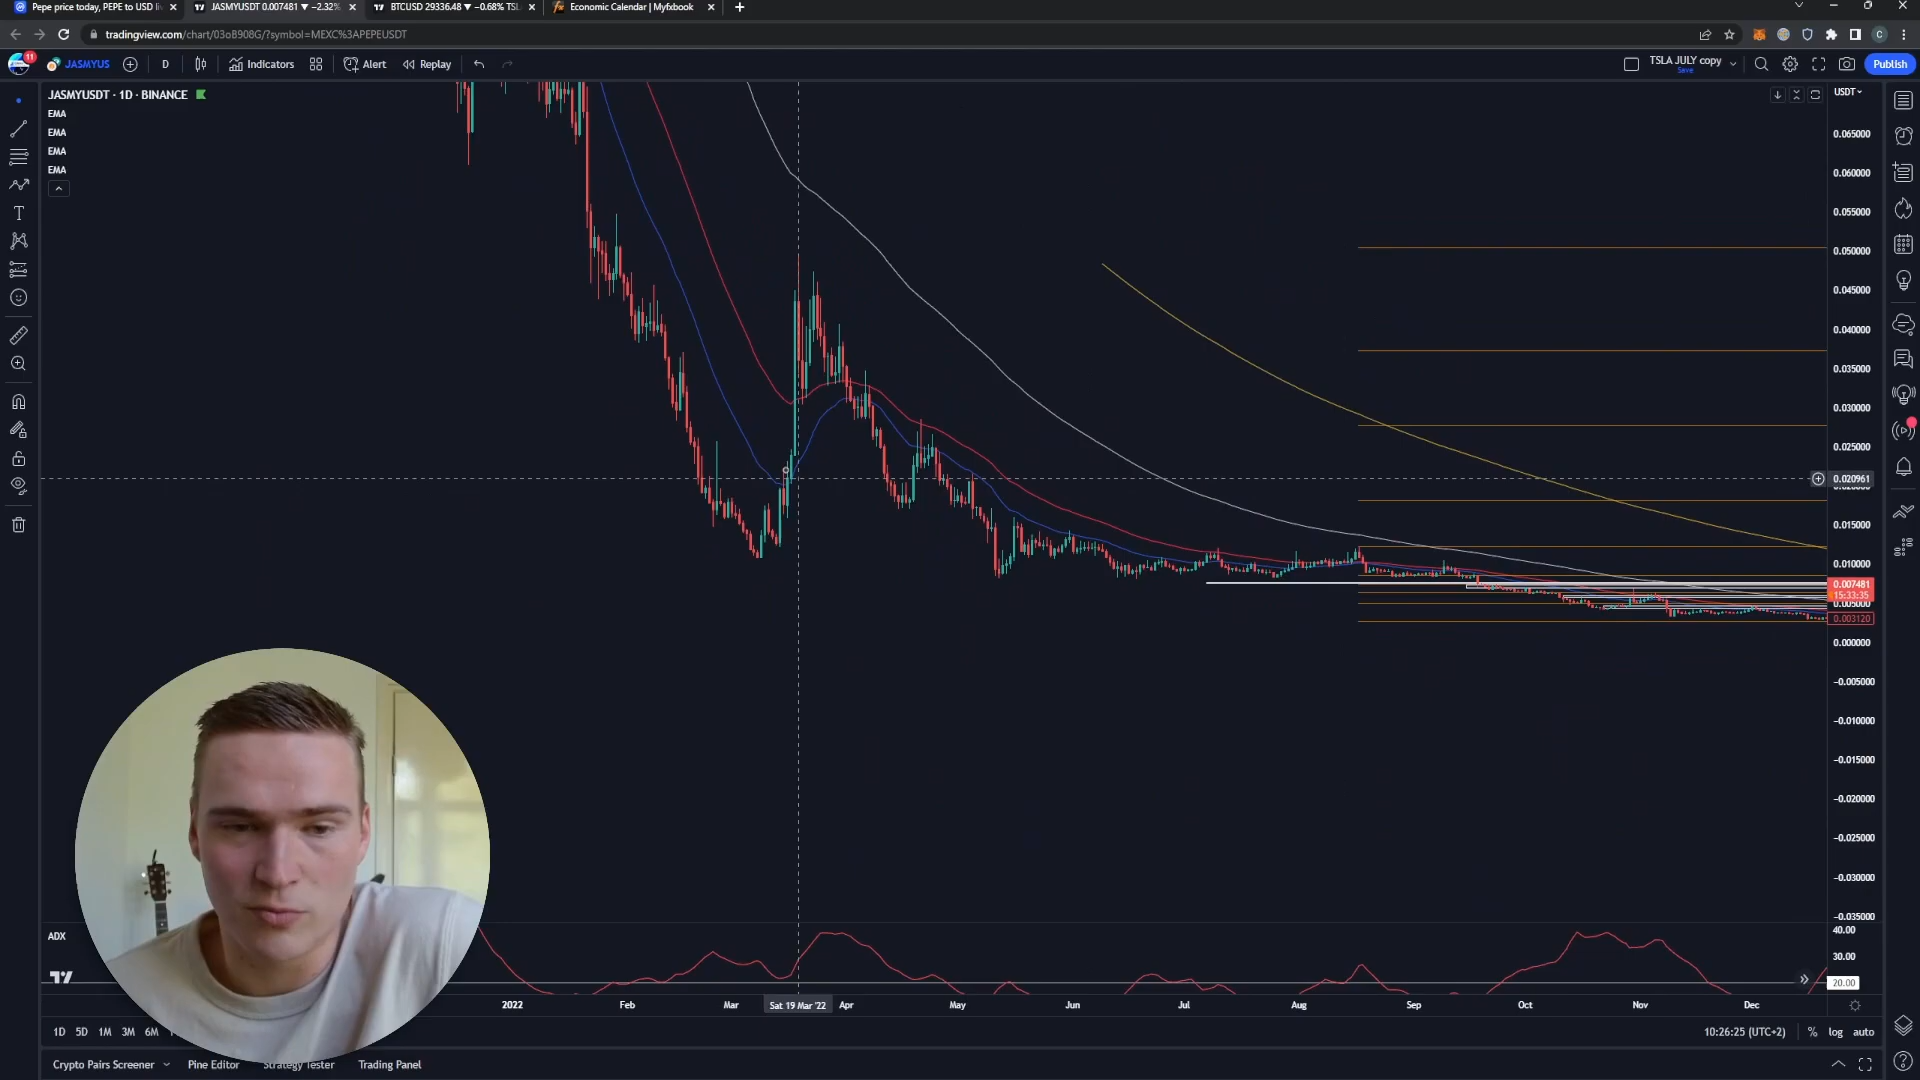 Pepe price today, PEPE to USD li
JASMYUSDT 0.007481 ▼ −2.32%
BTCUSD 29336.48 ▼ −0.68% TSL
Economic Calendar | Myfxbook
tradingview.com/chart/03oB908G/?symbol=MEXC%3APEPEUSDT
C
11
JASMYUS
D
Indicators
Alert
Replay
TSLA JULY copy
Save
Publish
JASMYUSDT · 1D · BINANCE
USDT
EMA
EMA
EMA
EMA
0.065000
0.060000
0.055000
0.050000
0.045000
0.040000
0.035000
0.030000
0.025000
0.020961
0.015000
0.010000
0.007481
15:33:35
0.005000
0.003120
0.000000
−0.005000
−0.010000
−0.015000
−0.020000
−0.025000
−0.030000
−0.035000
ADX
40.00
30.00
20.00
2022
Feb
Mar
Sat 19 Mar '22
Apr
May
Jun
Jul
Aug
Sep
Oct
Nov
Dec
1D
5D
1M
3M
6M
10:26:25 (UTC+2)
%
log
auto
Crypto Pairs Screener
Pine Editor
Strategy Tester
Trading Panel